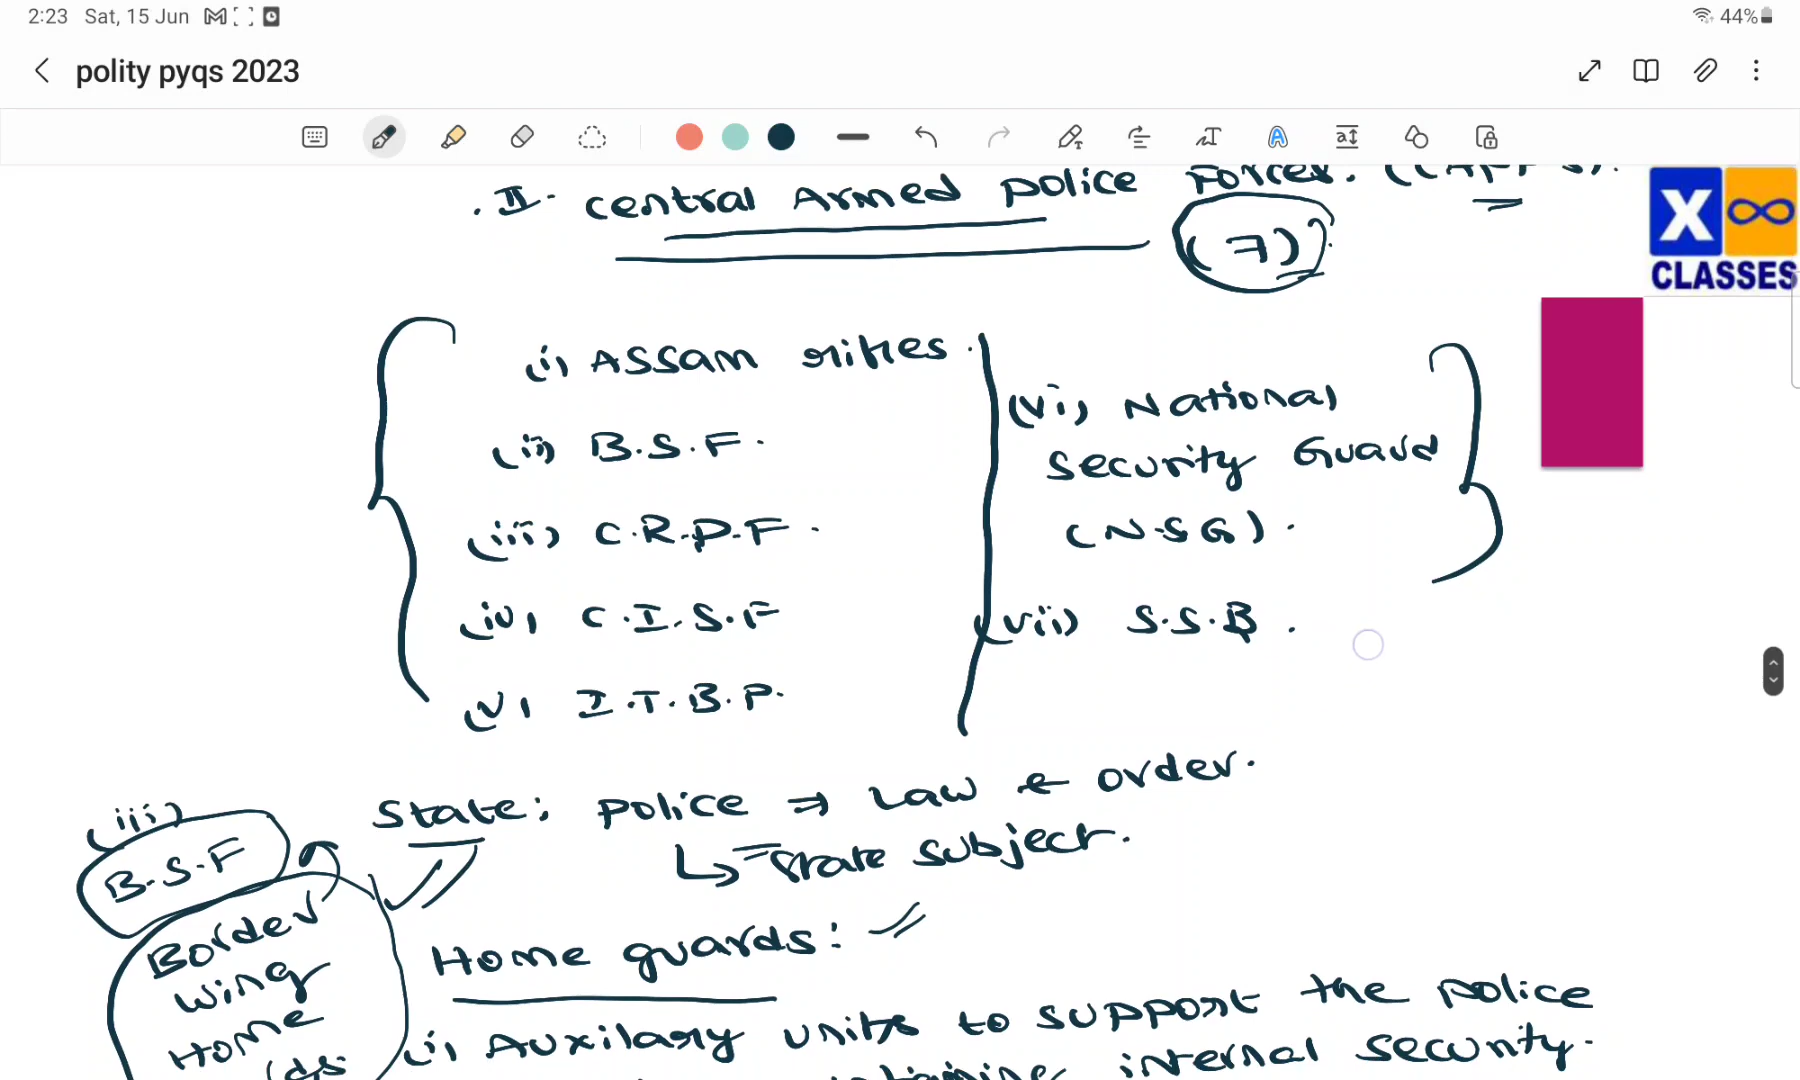 2:23 Sat, 15 Jun
44%
polity pyqs 2023
.II. central Armed police Forces. (CAPFs).
(7)
X∞
CLASSES
(i) Assam rifles.
(ii) B.S.F.
(iii) C.R.P.F.
(iv) C.I.S.F
(v) I.T.B.P.
(vi) National
security Guard
(N.S.G).
(vii) S.S.B.
State: police ⇒ Law & order.
↳ State subject.
(iii)
B.S.F
Border
wing
Home
Home guards:
(i) Auxilary units to support the police
internal security.